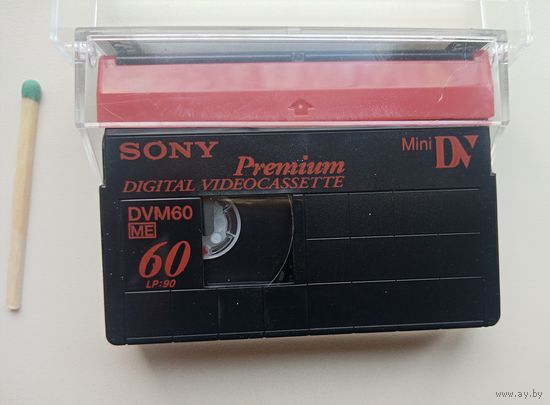 SONY
Premium
Mini DV
DIGITAL VIDEOCASSETTE
DVM60
ME
60
LP:90
www.ay.by